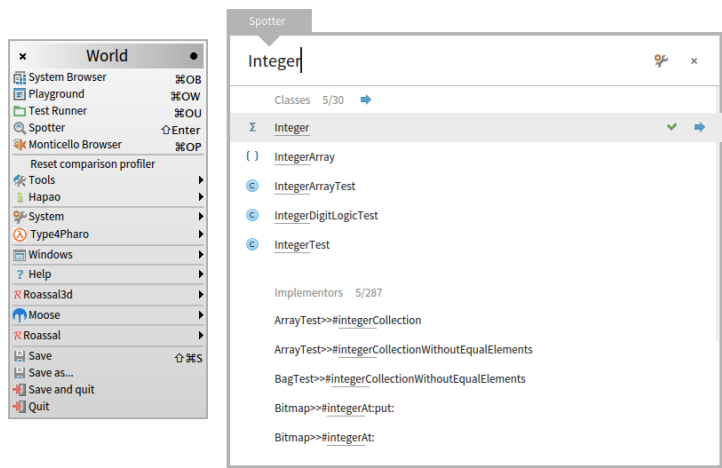 World
System Browser ⌘OB
Playground ⌘OW
Test Runner ⌘OU
Spotter ⇧Enter
Monticello Browser ⌘OP
Reset comparison profiler
Tools
Hapao
System
Type4Pharo
Windows
Help
Roassal3d
Moose
Roassal
Save ⇧⌘S
Save as...
Save and quit
Quit
Spotter
Integer
Classes 5/30
Integer
IntegerArray
IntegerArrayTest
IntegerDigitLogicTest
IntegerTest
Implementors 5/287
ArrayTest>>#integerCollection
ArrayTest>>#integerCollectionWithoutEqualElements
BagTest>>#integerCollectionWithoutEqualElements
Bitmap>>#integerAt:put:
Bitmap>>#integerAt: